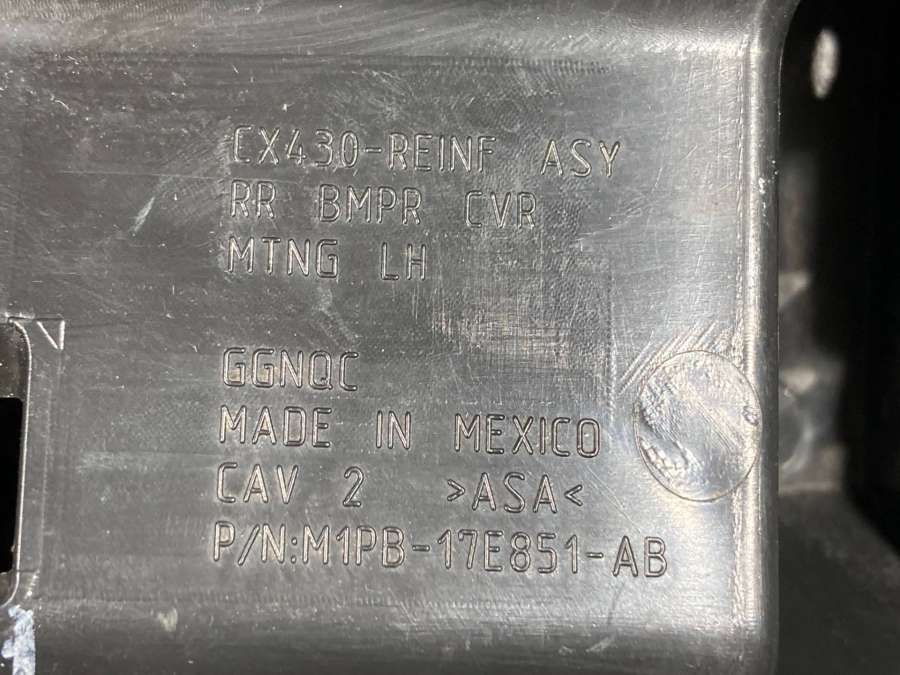 CX430-REINF ASY
RR BMPR CVR
MTNG LH
GGNQC
MADE IN MEXICO
CAV 2 >ASA<
P/N:M1PB-17E851-AB